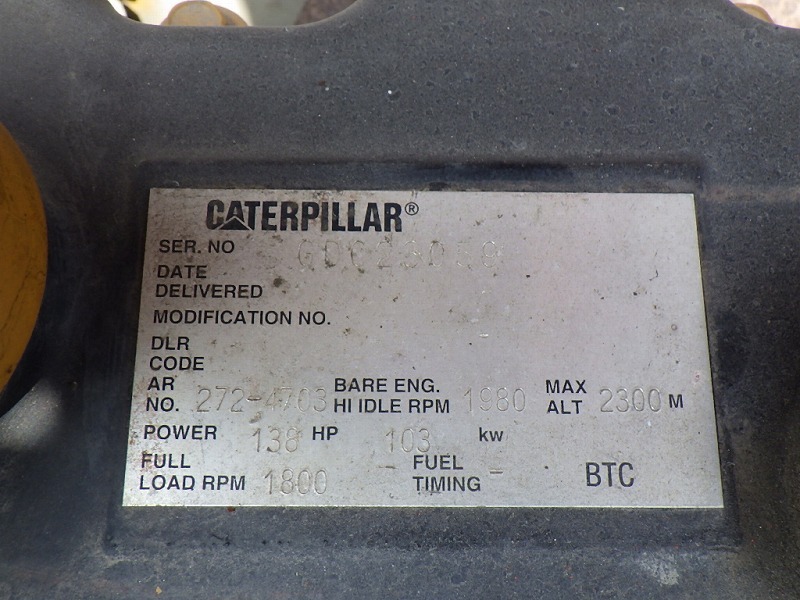 CATERPILLAR®
SER. NO
DATE
DELIVERED
MODIFICATION NO.
DLR
CODE
AR
NO. 272-4703 BARE ENG.
HI IDLE RPM 1980 MAX
ALT 2300 M
POWER 138 HP 103 kw
FULL
LOAD RPM 1800 FUEL
TIMING - BTC